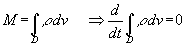 M = ∫_D ρdv ⇒ d/dt ∫_D ρdv = 0